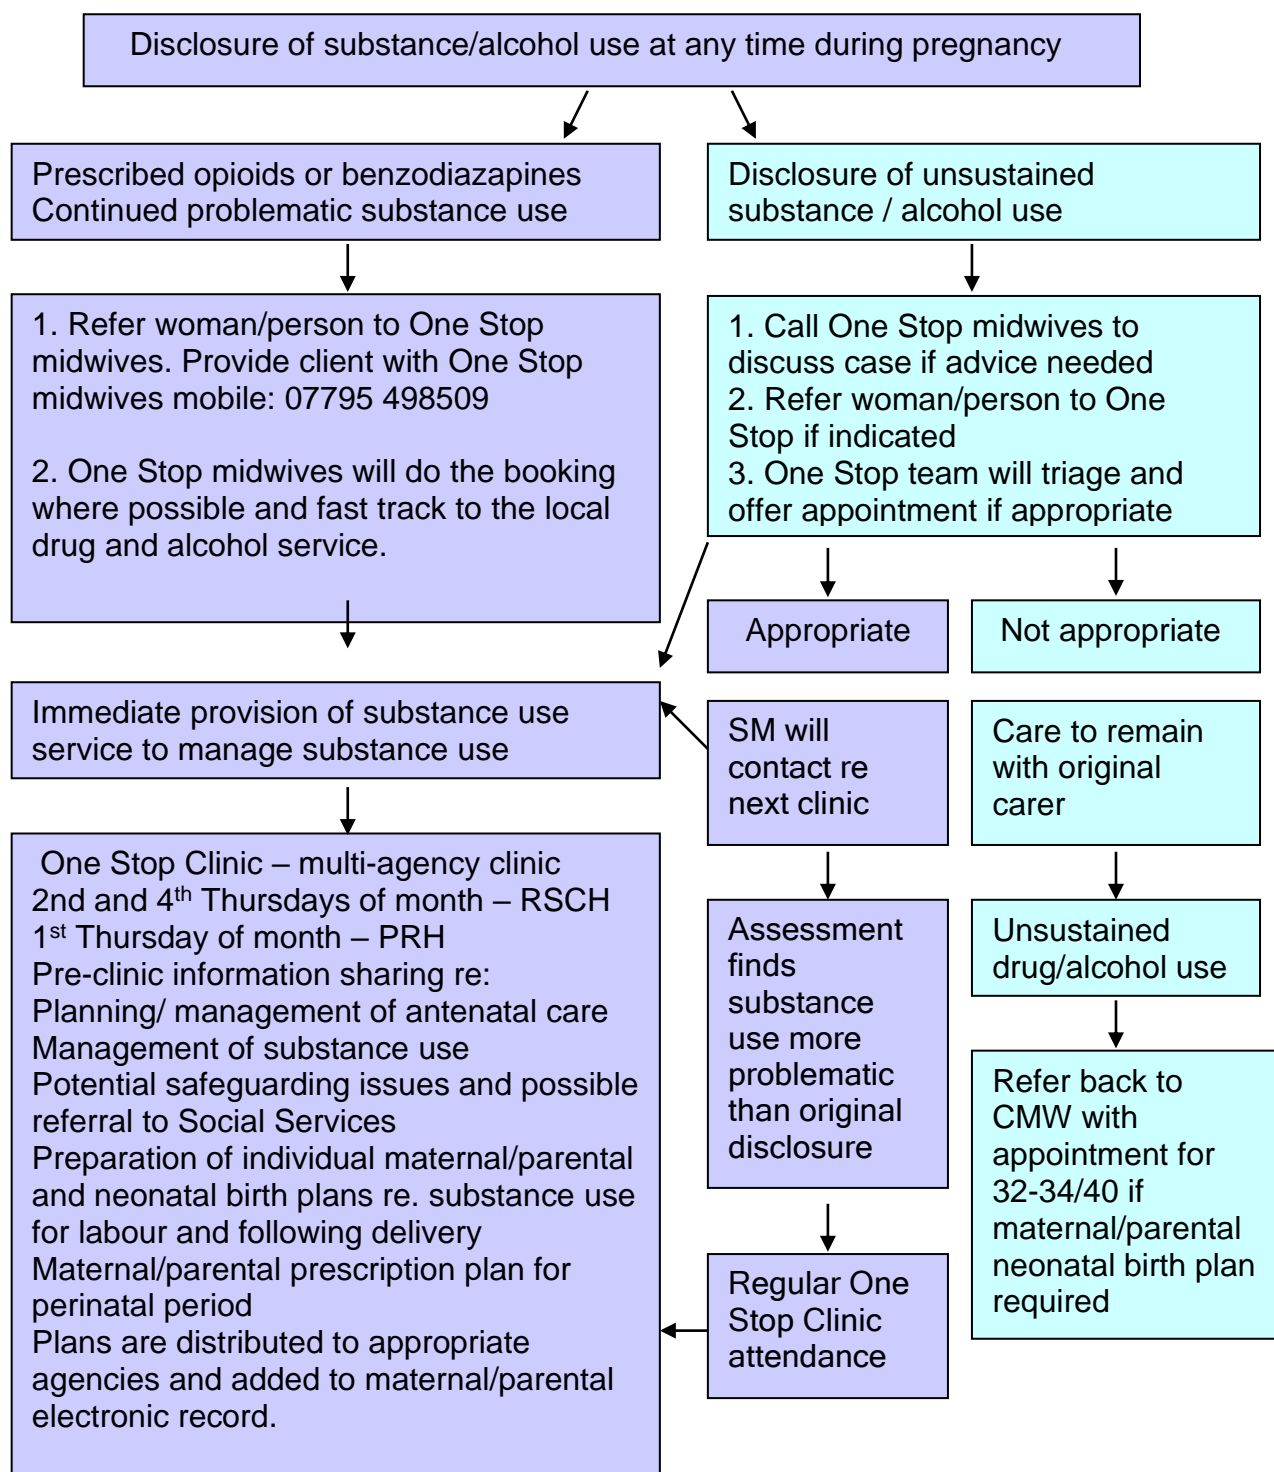 Disclosure of substance/alcohol use at any time during pregnancy
Prescribed opioids or benzodiazapines
Continued problematic substance use
Disclosure of unsustained
substance / alcohol use
1. Refer woman/person to One Stop
midwives. Provide client with One Stop
midwives mobile: 07795 498509
2. One Stop midwives will do the booking
where possible and fast track to the local
drug and alcohol service.
1. Call One Stop midwives to
discuss case if advice needed
2. Refer woman/person to One
Stop if indicated
3. One Stop team will triage and
offer appointment if appropriate
Appropriate
Not appropriate
Immediate provision of substance use
service to manage substance use
SM will
contact re
next clinic
Care to remain
with original
carer
One Stop Clinic – multi-agency clinic
2nd and 4th Thursdays of month – RSCH
1st Thursday of month – PRH
Pre-clinic information sharing re:
Planning/ management of antenatal care
Management of substance use
Potential safeguarding issues and possible
referral to Social Services
Preparation of individual maternal/parental
and neonatal birth plans re. substance use
for labour and following delivery
Maternal/parental prescription plan for
perinatal period
Plans are distributed to appropriate
agencies and added to maternal/parental
electronic record.
Assessment
finds
substance
use more
problematic
than original
disclosure
Unsustained
drug/alcohol use
Refer back to
CMW with
appointment for
32-34/40 if
maternal/parental
neonatal birth plan
required
Regular One
Stop Clinic
attendance